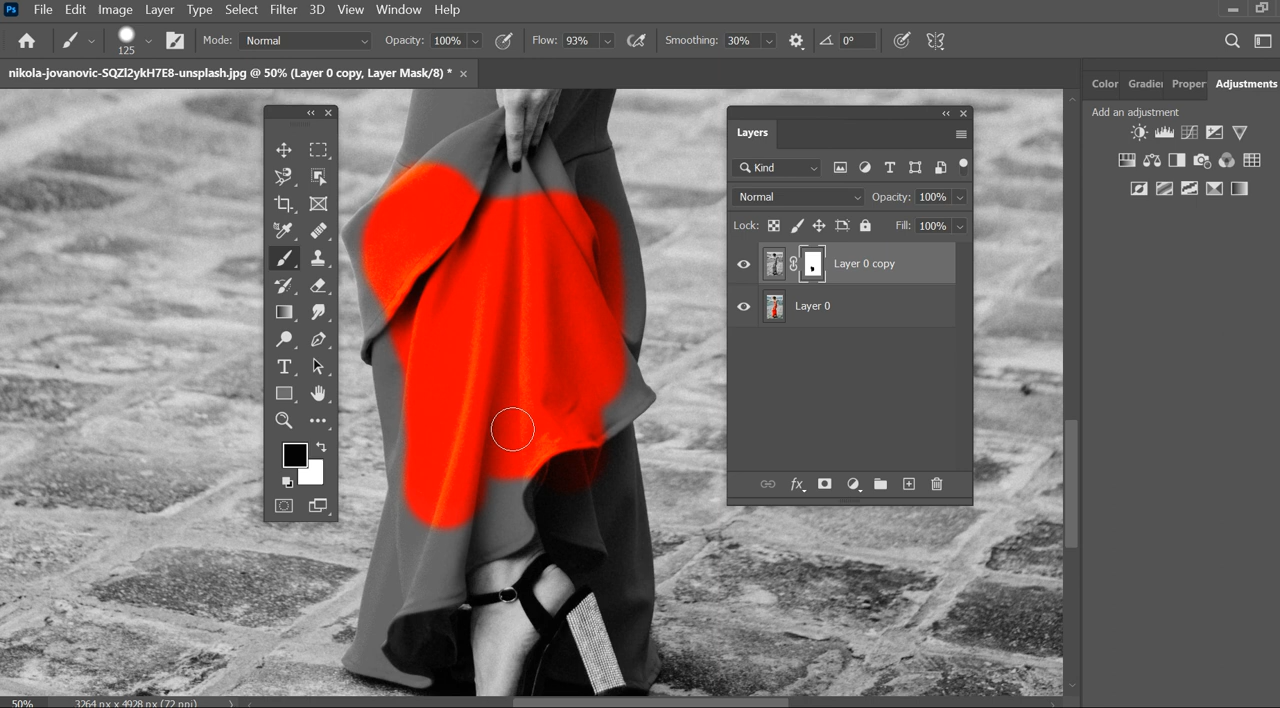 Ps File Edit Image Layer Type Select Filter 3D View Window Help
125 Mode: Normal Opacity: 100% Flow: 93% Smoothing: 30% 0°
nikola-jovanovic-SQZl2ykH7E8-unsplash.jpg @ 50% (Layer 0 copy, Layer Mask/8) * ×
Color Gradie Proper Adjustments
Add an adjustment
Layers
Kind
Normal Opacity: 100%
Lock: Fill: 100%
Layer 0 copy
Layer 0
fx
50% 3264 px x 4928 px (72 ppi)